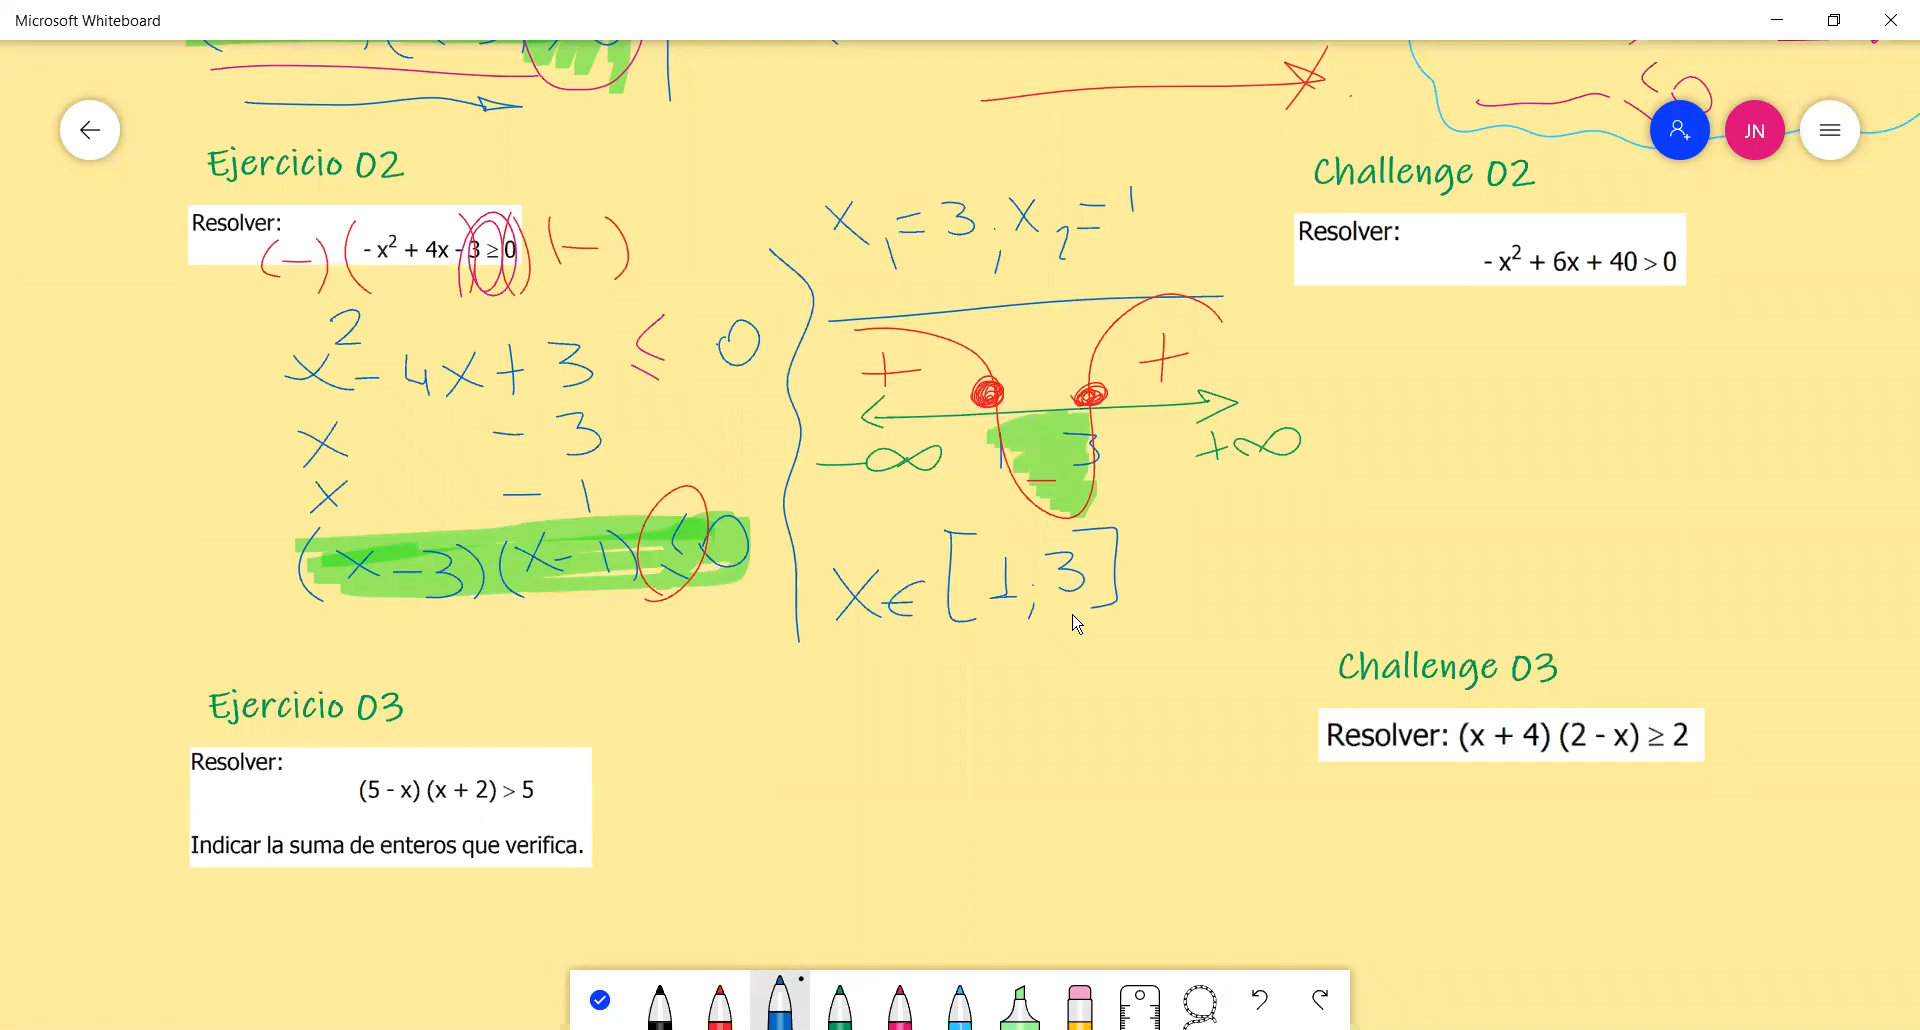 Microsoft Whiteboard
JN
Ejercicio 02
Resolver:
(-) ( - x² + 4x - 3 ≥ 0 ) (-)
x² - 4x + 3 ≤ 0
x - 3
x - 1
(x - 3)(x - 1) ≤ 0
x₁ = 3 ; x₂ = 1
+ +
-∞ 1 3 +∞
-
X ∈ [1 ; 3]
Challenge 02
Resolver:
- x² + 6x + 40 > 0
Ejercicio 03
Resolver:
(5 - x) (x + 2) > 5
Indicar la suma de enteros que verifica.
Challenge 03
Resolver: (x + 4) (2 - x) ≥ 2